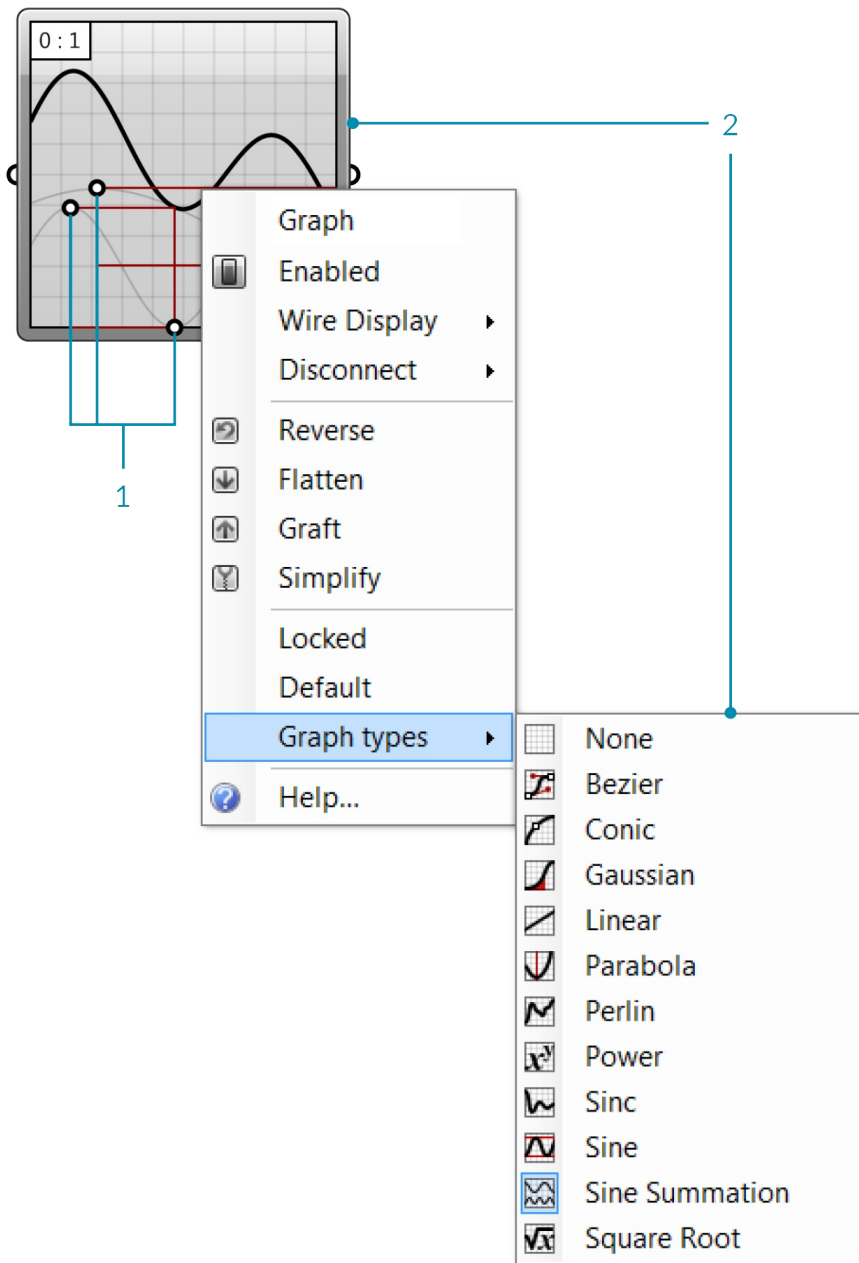 0 : 1
2
Graph
Enabled
Wire Display
Disconnect
Reverse
Flatten
Graft
Simplify
1
Locked
Default
Graph types
Help...
None
Bezier
Conic
Gaussian
Linear
Parabola
Perlin
xʸ Power
Sinc
Sine
Sine Summation
√x Square Root